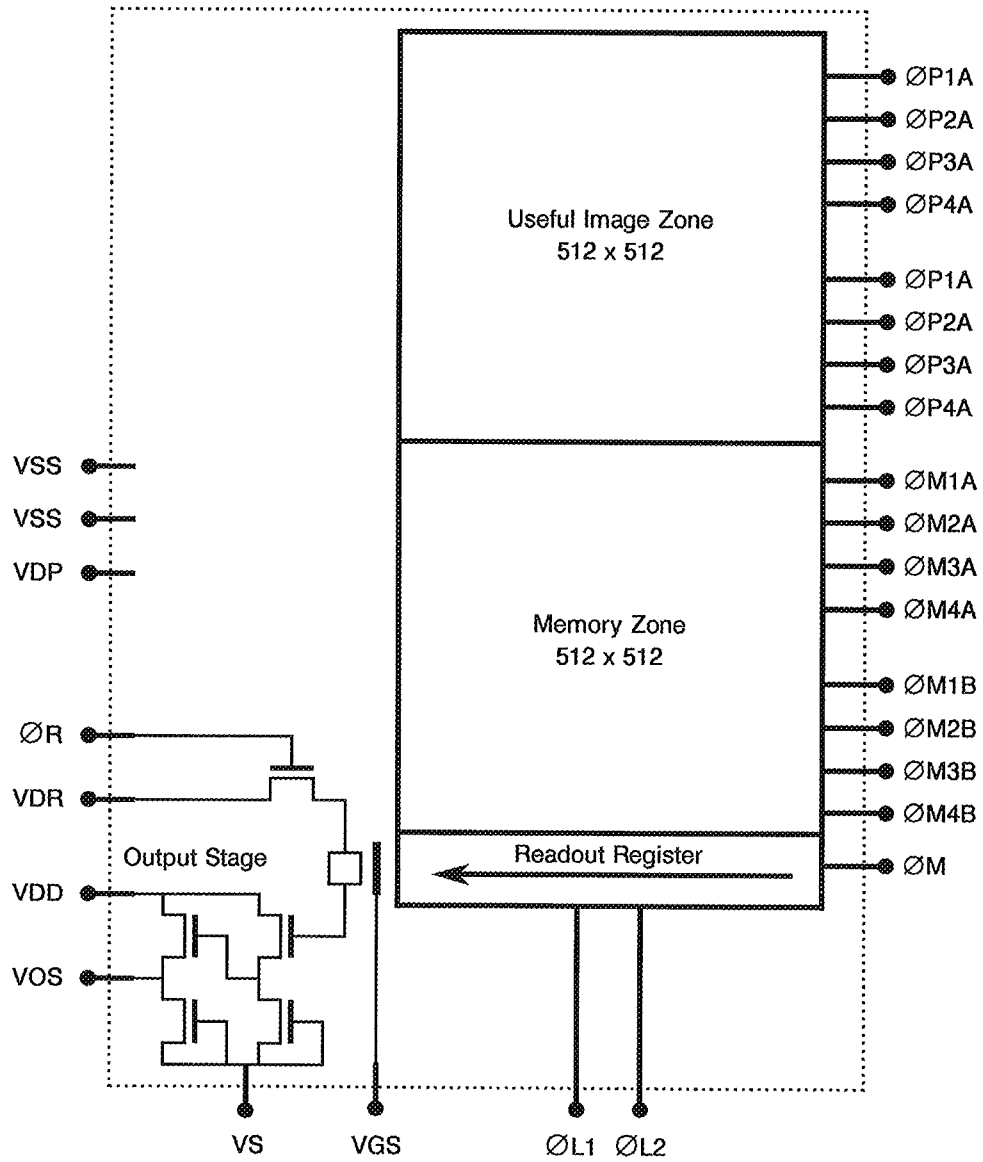 ØP1A
ØP2A
ØP3A
ØP4A
Useful Image Zone
512 x 512
ØP1A
ØP2A
ØP3A
ØP4A
VSS
VSS
VDP
ØM1A
ØM2A
ØM3A
ØM4A
Memory Zone
512 x 512
ØM1B
ØM2B
ØM3B
ØM4B
ØR
VDR
Output Stage
Readout Register
ØM
VDD
VOS
VS
VGS
ØL1
ØL2